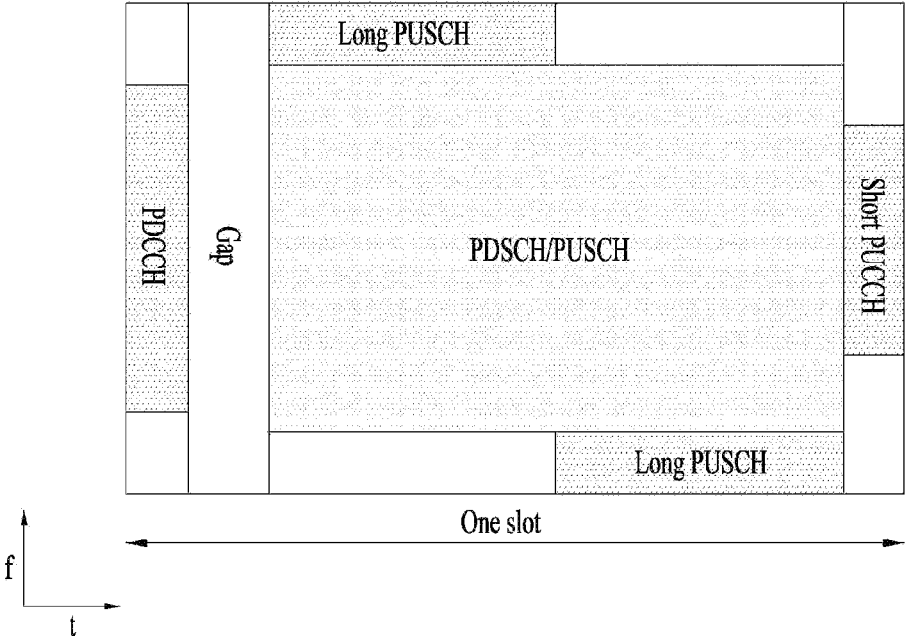 Long PUSCH
PDCCH
Gap
PDSCH/PUSCH
Short PUCCH
Long PUSCH
One slot
f
t